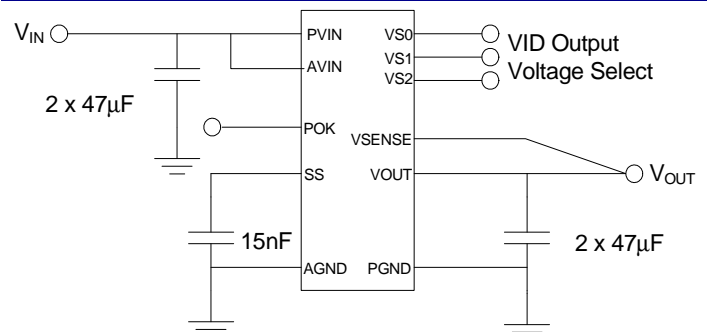 VIN
PVIN
VS0
VID Output
AVIN
VS1
Voltage Select
VS2
2 x 47μF
POK
VSENSE
SS
VOUT
VOUT
15nF
2 x 47μF
AGND
PGND